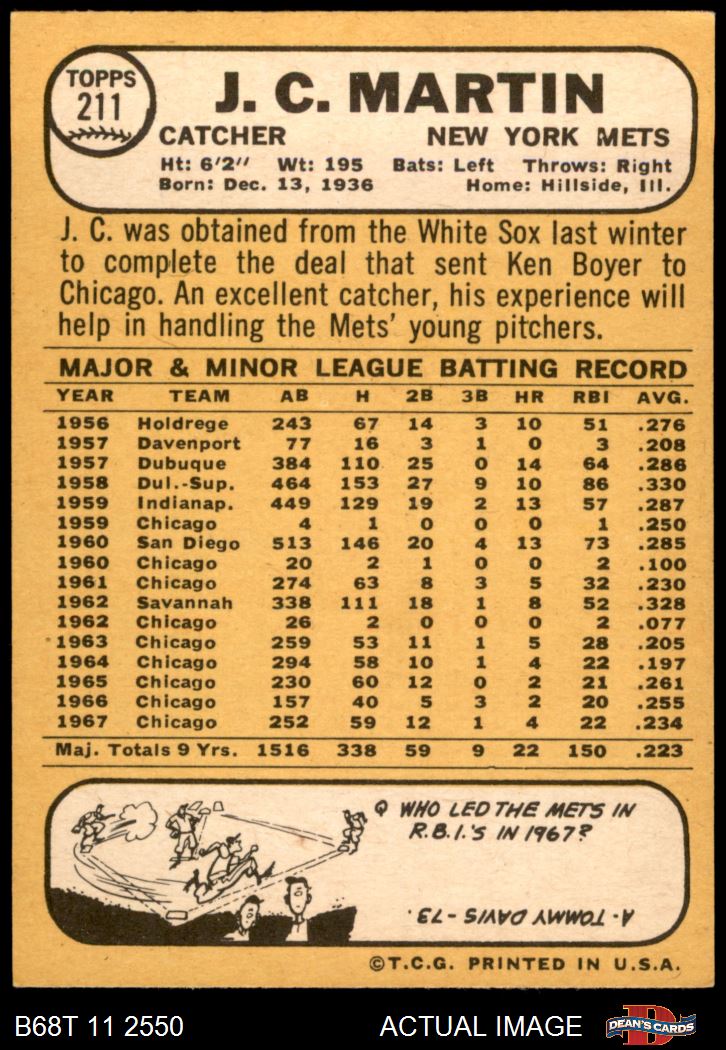 TOPPS
211
J. C. MARTIN
CATCHER NEW YORK METS
Ht: 6'2" Wt: 195 Bats: Left Throws: Right
Born: Dec. 13, 1936 Home: Hillside, Ill.
J. C. was obtained from the White Sox last winter
to complete the deal that sent Ken Boyer to
Chicago. An excellent catcher, his experience will
help in handling the Mets' young pitchers.
MAJOR & MINOR LEAGUE BATTING RECORD
YEAR TEAM AB H 2B 3B HR RBI AVG.
1956 Holdrege 243 67 14 3 10 51 .276
1957 Davenport 77 16 3 1 0 3 .208
1957 Dubuque 384 110 25 0 14 64 .286
1958 Dul.-Sup. 464 153 27 9 10 86 .330
1959 Indianap. 449 129 19 2 13 57 .287
1959 Chicago 4 1 0 0 0 1 .250
1960 San Diego 513 146 20 4 13 73 .285
1960 Chicago 20 2 1 0 0 2 .100
1961 Chicago 274 63 8 3 5 32 .230
1962 Savannah 338 111 18 1 8 52 .328
1962 Chicago 26 2 0 0 0 2 .077
1963 Chicago 259 53 11 1 5 28 .205
1964 Chicago 294 58 10 1 4 22 .197
1965 Chicago 230 60 12 0 2 21 .261
1966 Chicago 157 40 5 3 2 20 .255
1967 Chicago 252 59 12 1 4 22 .234
Maj. Totals 9 Yrs. 1516 338 59 9 22 150 .223
Q WHO LED THE METS IN
R.B.I.'S IN 1967?
A- TOMMY DAVIS - 73.
©T.C.G. PRINTED IN U.S.A.
B68T 11 2550 ACTUAL IMAGE
D
DEAN'S CARDS